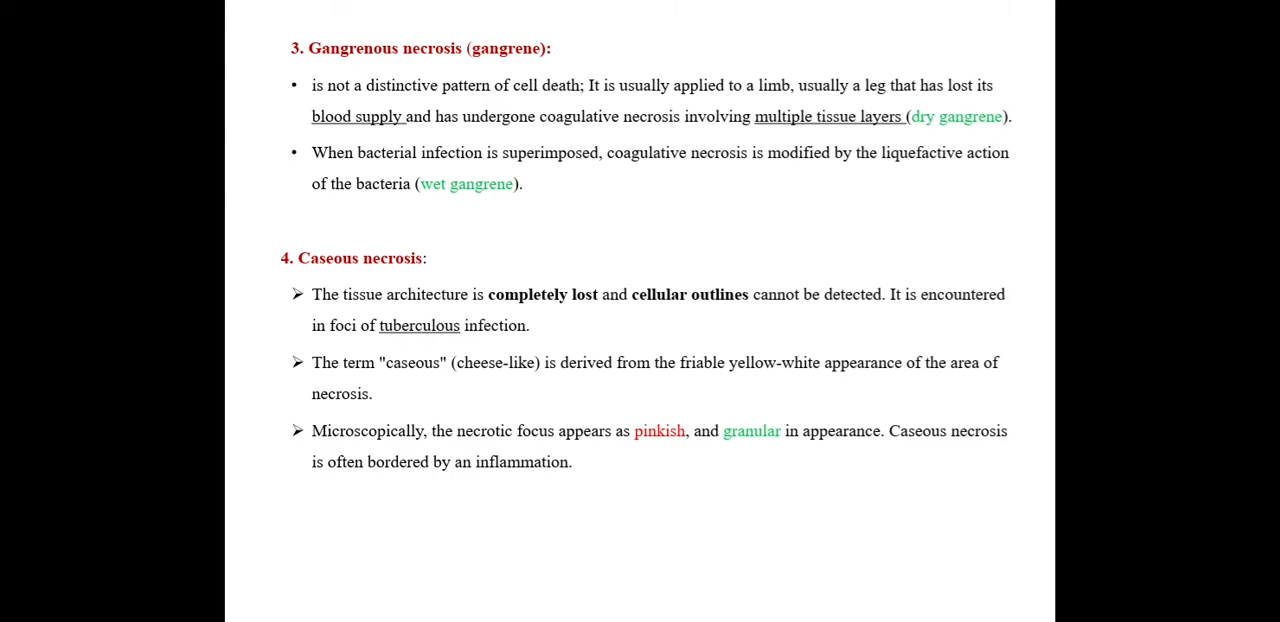 3. Gangrenous necrosis (gangrene):
• is not a distinctive pattern of cell death; It is usually applied to a limb, usually a leg that has lost its
blood supply and has undergone coagulative necrosis involving multiple tissue layers (dry gangrene).
• When bacterial infection is superimposed, coagulative necrosis is modified by the liquefactive action
of the bacteria (wet gangrene).
4. Caseous necrosis:
➢ The tissue architecture is completely lost and cellular outlines cannot be detected. It is encountered
in foci of tuberculous infection.
➢ The term "caseous" (cheese-like) is derived from the friable yellow-white appearance of the area of
necrosis.
➢ Microscopically, the necrotic focus appears as pinkish, and granular in appearance. Caseous necrosis
is often bordered by an inflammation.